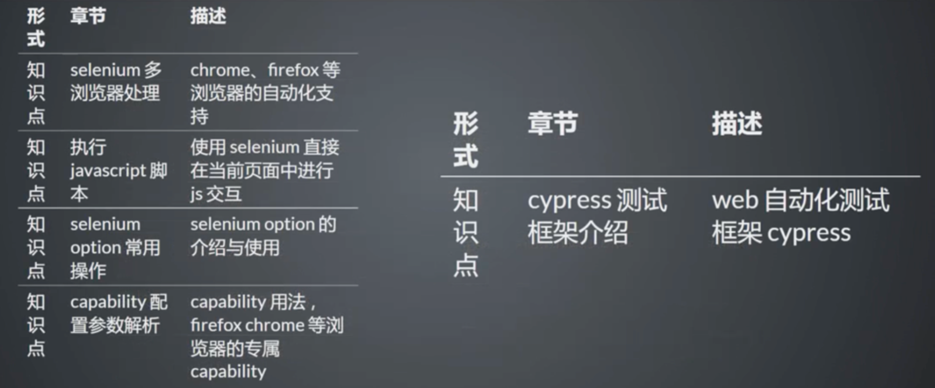 形式 章节 描述
知识点 selenium 多浏览器处理 chrome、firefox 等浏览器的自动化支持
知识点 执行 javascript 脚本 使用 selenium 直接在当前页面中进行 js 交互
知识点 selenium option 常用操作 selenium option 的介绍与使用
知识点 capability 配置参数解析 capability 用法，firefox chrome 等浏览器的专属 capability
形式 章节 描述
知识点 cypress 测试框架介绍 web 自动化测试框架 cypress